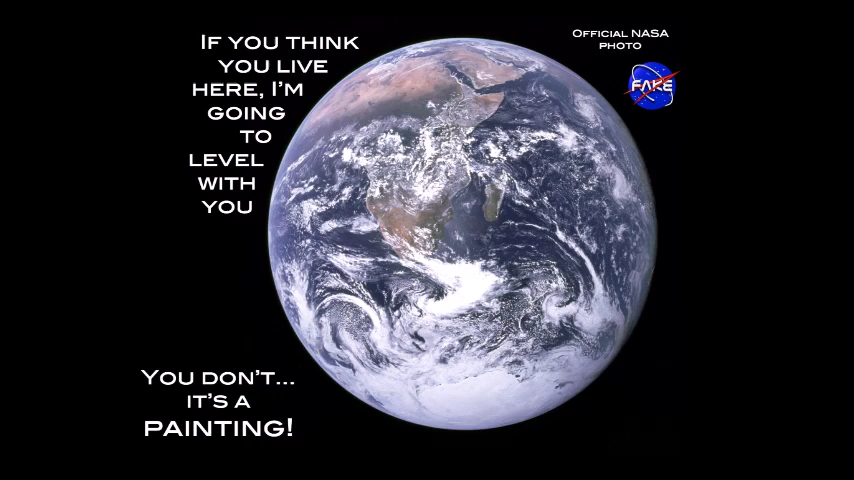 If you think
you live
here, I'm
going
to
level
with
you
Official NASA
photo
FAKE
You don't...
it's a
painting!